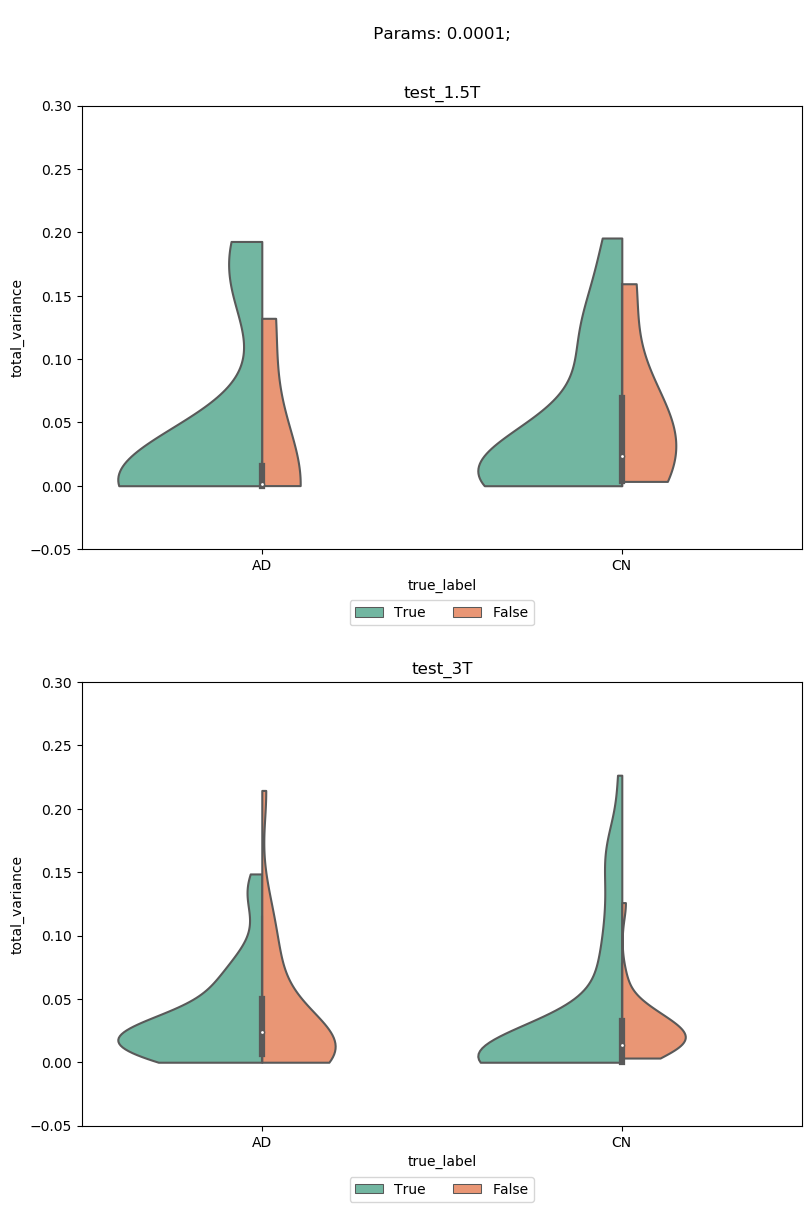 Params: 0.0001;
test_1.5T
0.30
0.25
0.20
0.15
0.10
0.05
0.00
−0.05
total_variance
AD CN
true_label
True False
test_3T
0.30
0.25
0.20
0.15
0.10
0.05
0.00
−0.05
total_variance
AD CN
true_label
True False